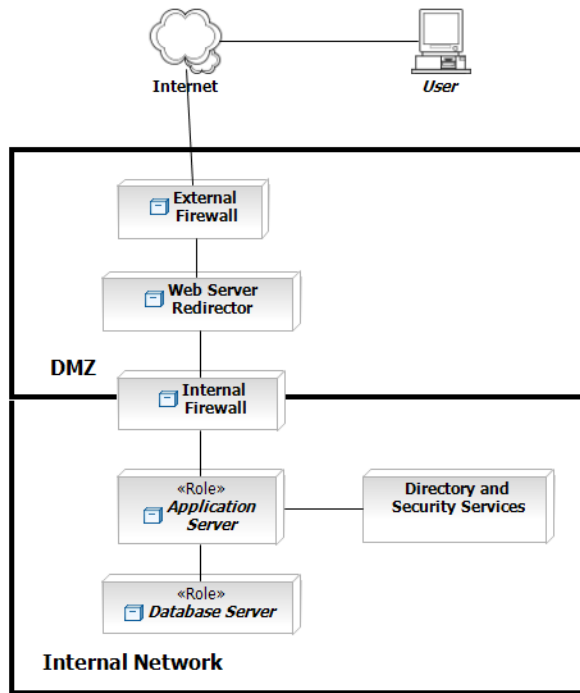 Internet
User
External
Firewall
Web Server
Redirector
DMZ
Internal
Firewall
«Role»
Application
Server
Directory and
Security Services
«Role»
Database Server
Internal Network